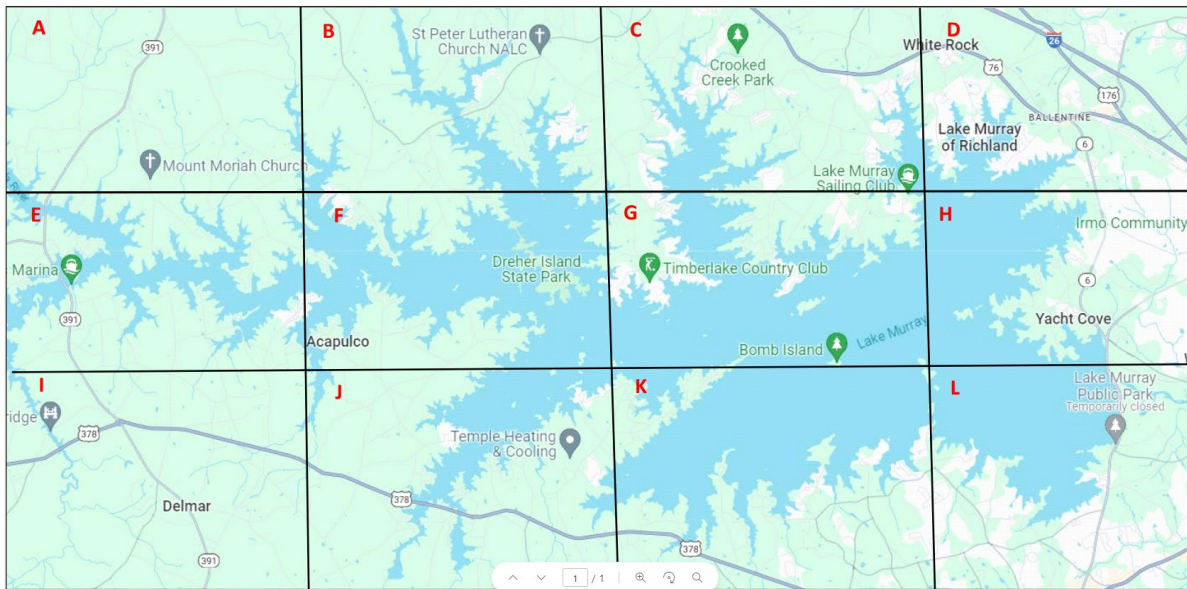 A
B
C
D
391
St Peter Lutheran
Church NALC
Crooked
Creek Park
White Rock
26
76
176
BALLENTINE
Lake Murray
of Richland
6
Mount Moriah Church
Lake Murray
Sailing Club
E
F
G
H
Irmo Community
s Marina
Dreher Island
State Park
Timberlake Country Club
6
391
Acapulco
Bomb Island
Lake Murray
Yacht Cove
I
J
K
L
Lake Murray
Public Park
Temporarily closed
ridge
378
Temple Heating
& Cooling
378
Delmar
391
378
1 / 1